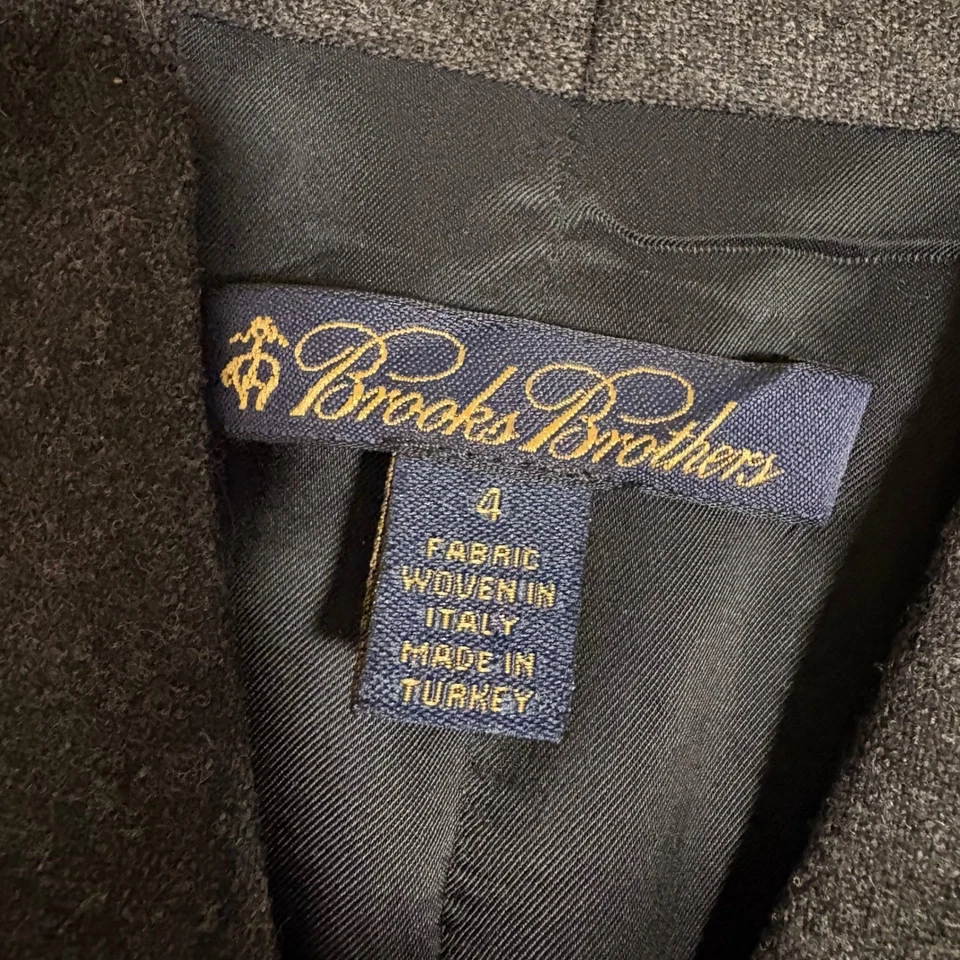 Brooks Brothers
4
FABRIC
WOVEN IN
ITALY
MADE IN
TURKEY